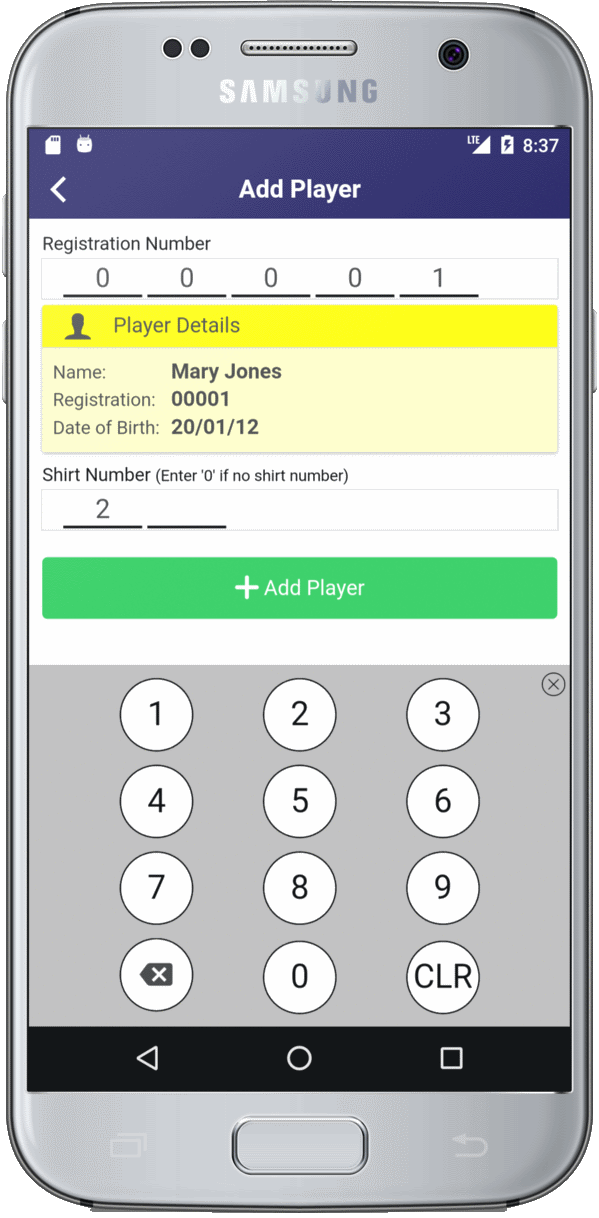 SAMSUNG
LTE 8:37
Add Player
Registration Number
0 0 0 0 1
Player Details
Name: Mary Jones
Registration: 00001
Date of Birth: 20/01/12
Shirt Number (Enter '0' if no shirt number)
2
Add Player
1 2 3
4 5 6
7 8 9
0 CLR